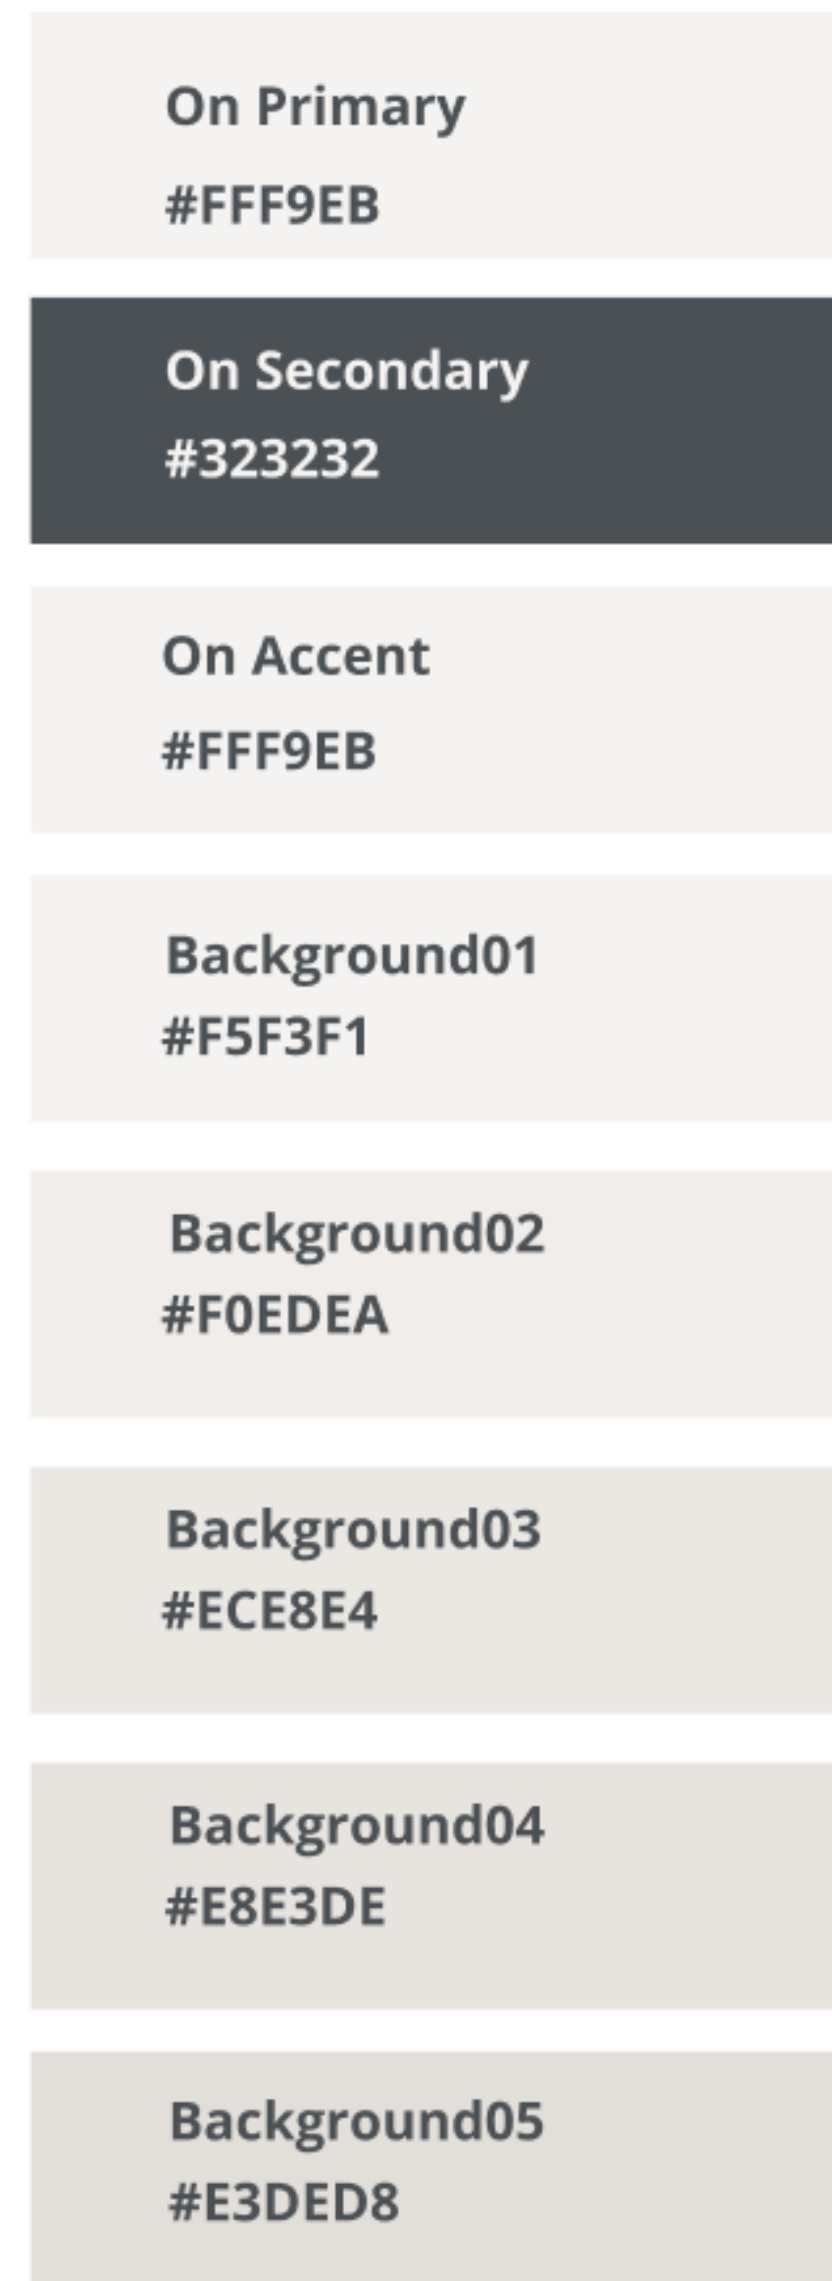 On Primary
#FFF9EB
On Secondary
#323232
On Accent
#FFF9EB
Background01
#F5F3F1
Background02
#F0EDEA
Background03
#ECE8E4
Background04
#E8E3DE
Background05
#E3DED8